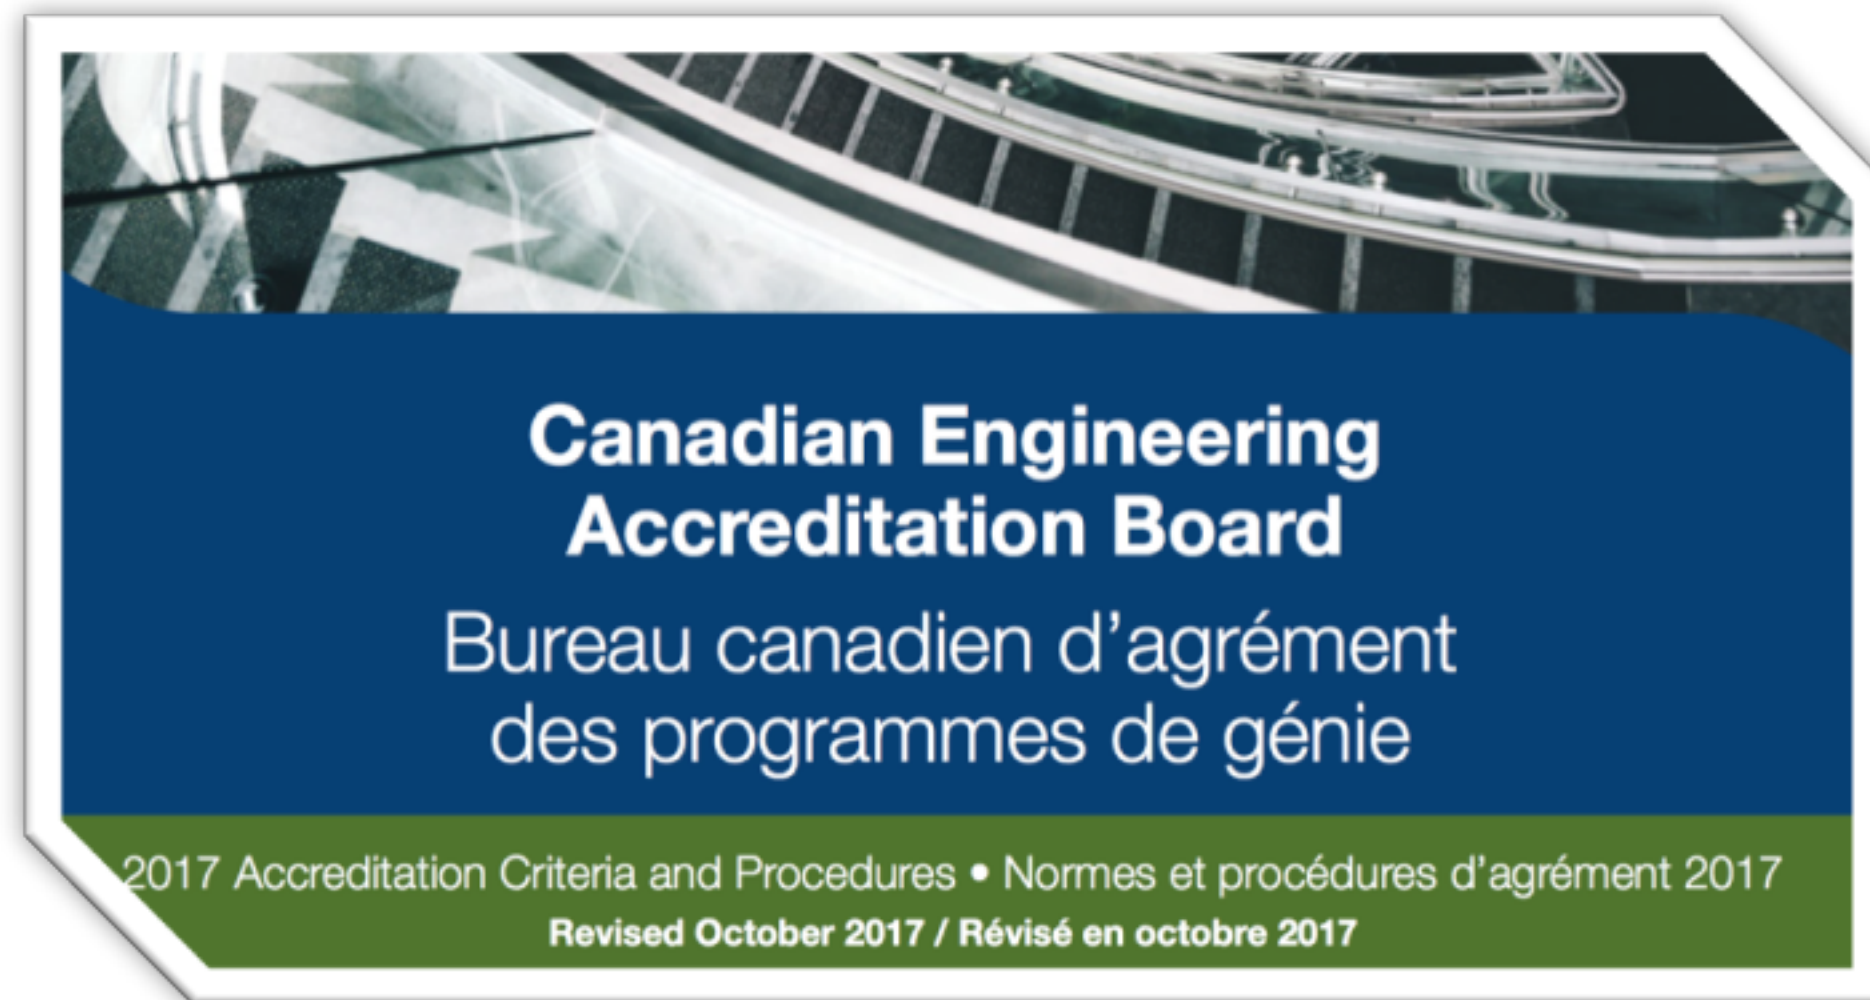 Canadian Engineering
Accreditation Board
Bureau canadien d'agrément
des programmes de génie
2017 Accreditation Criteria and Procedures • Normes et procédures d'agrément 2017
Revised October 2017 / Révisé en octobre 2017